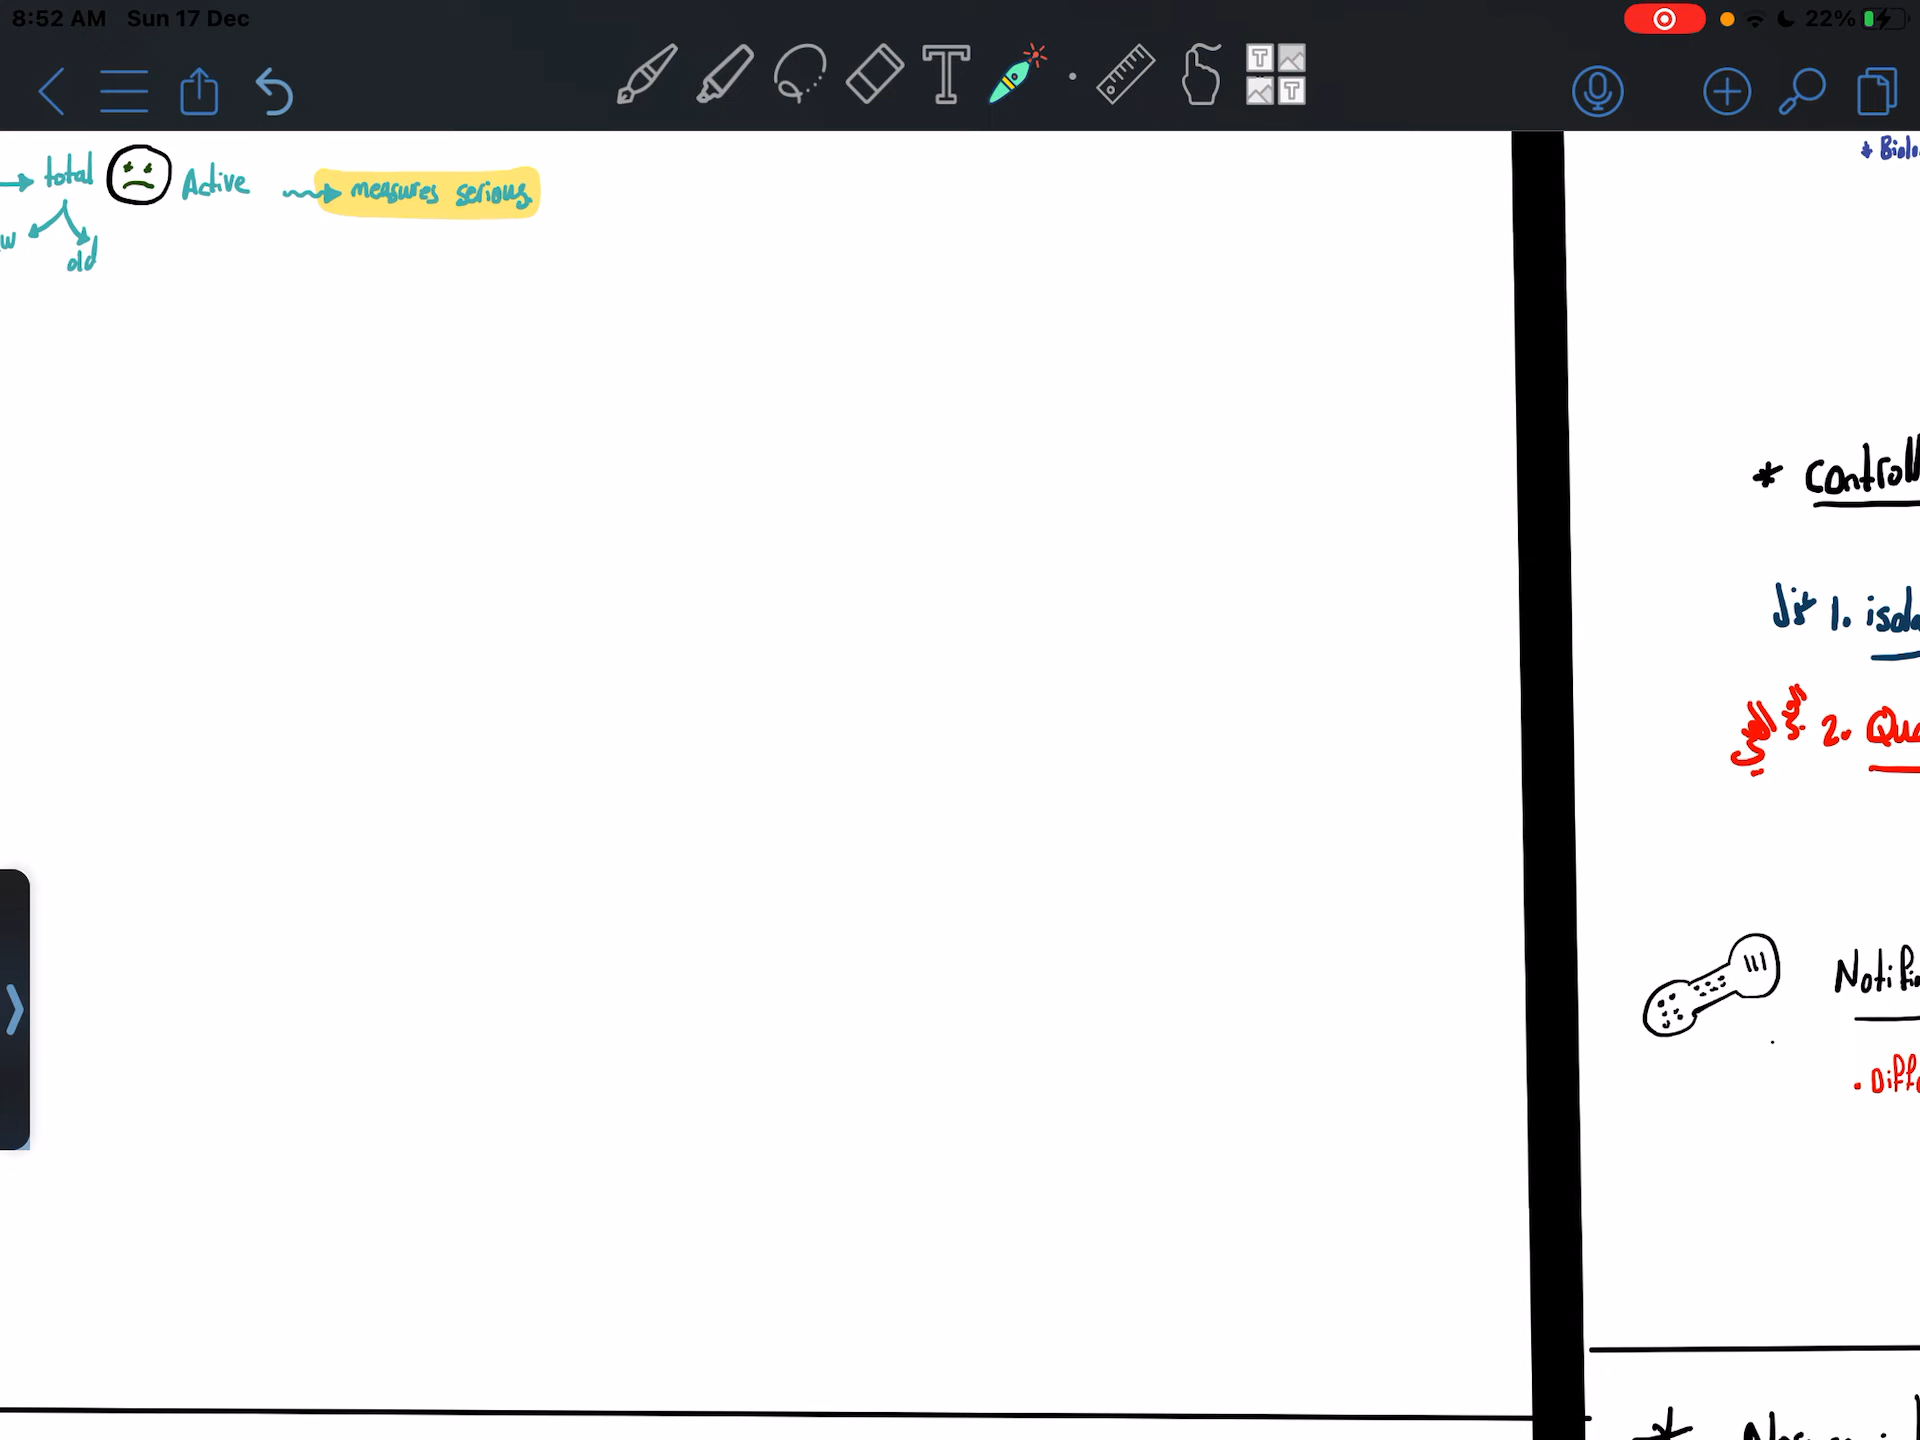 8:52 AM Sun 17 Dec
22%
total Active measures serious
old
* Controll
1. isola
2. Qua
Notifi
. Diffe